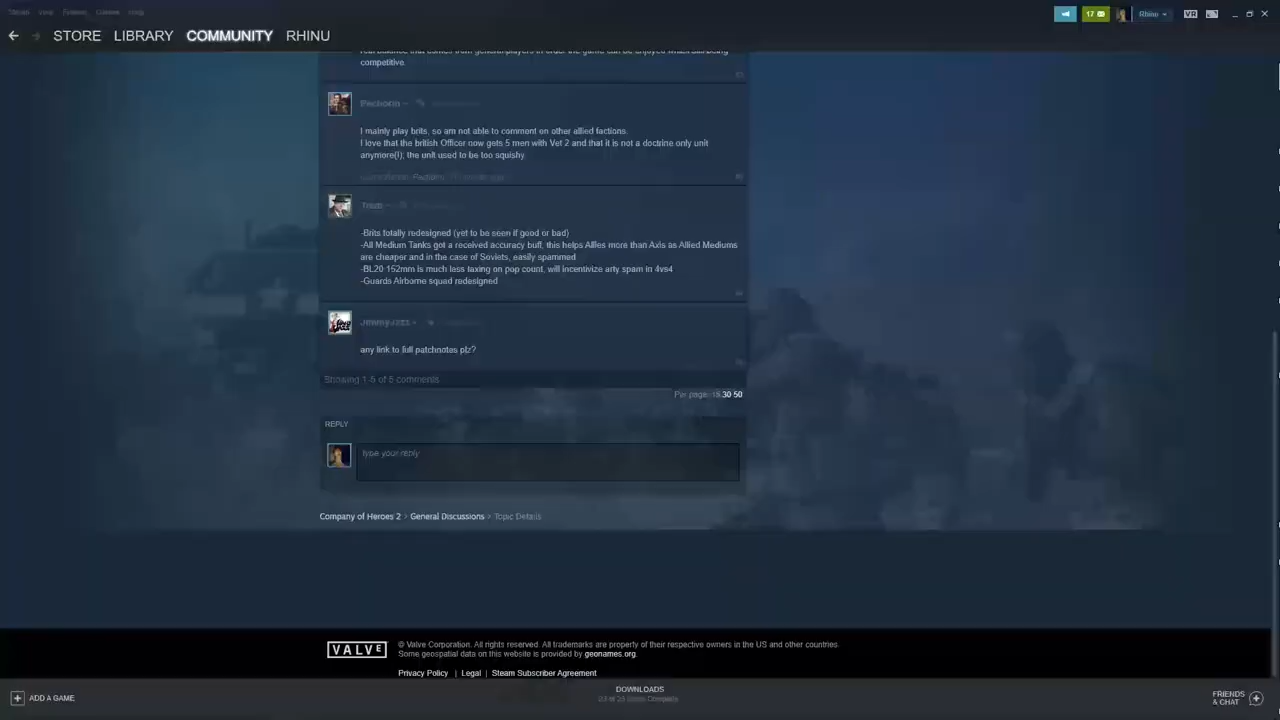 Steam View Friends Games Help
17
Rhino
VR
STORE LIBRARY COMMUNITY RHINU
competitive.
I mainly play brits, so am not able to comment on other allied factions.
I love that the british Officer now gets 5 men with Vet 2 and that it is not a doctrine only unit
anymore(!); the unit used to be too squishy.
-Brits totally redesigned (yet to be seen if good or bad)
-All Medium Tanks got a received accuracy buff, this helps Allies more than Axis as Allied Mediums
are cheaper and in the case of Soviets, easily spammed
-BL20 152mm is much less taxing on pop count, will incentivize arty spam in 4vs4
-Guards Airborne squad redesigned
any link to full patchnotes plz?
Showing 1-5 of 5 comments
Per page: 15 30 50
REPLY
type your reply
Company of Heroes 2 > General Discussions > Topic Details
VALVE
© Valve Corporation. All rights reserved. All trademarks are property of their respective owners in the US and other countries.
Some geospatial data on this website is provided by geonames.org.
Privacy Policy | Legal | Steam Subscriber Agreement
ADD A GAME
DOWNLOADS
FRIENDS
& CHAT